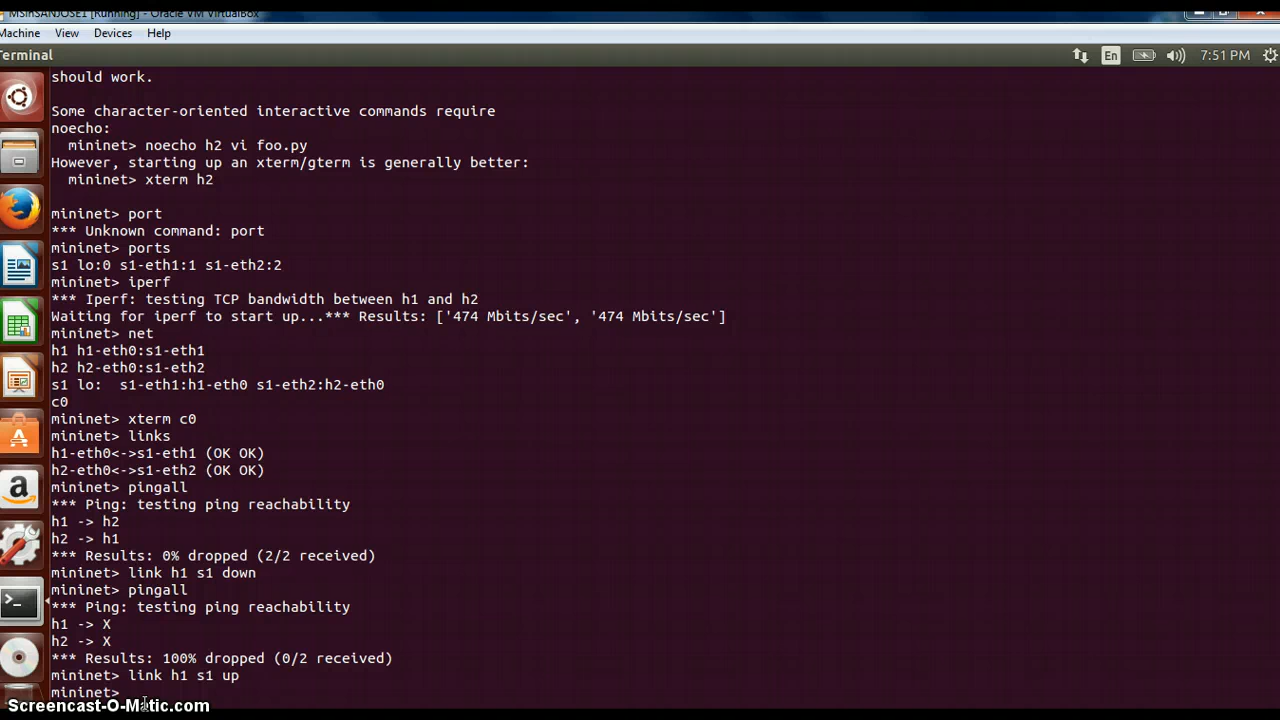 MSinSANJOSE1 [Running] - Oracle VM VirtualBox
Machine View Devices Help
Terminal
En
7:51 PM
should work.
Some character-oriented interactive commands require
noecho:
mininet> noecho h2 vi foo.py
However, starting up an xterm/gterm is generally better:
mininet> xterm h2
mininet> port
*** Unknown command: port
mininet> ports
s1 lo:0 s1-eth1:1 s1-eth2:2
mininet> iperf
*** Iperf: testing TCP bandwidth between h1 and h2
Waiting for iperf to start up...*** Results: ['474 Mbits/sec', '474 Mbits/sec']
mininet> net
h1 h1-eth0:s1-eth1
h2 h2-eth0:s1-eth2
s1 lo:  s1-eth1:h1-eth0 s1-eth2:h2-eth0
c0
mininet> xterm c0
mininet> links
h1-eth0<->s1-eth1 (OK OK)
h2-eth0<->s1-eth2 (OK OK)
mininet> pingall
*** Ping: testing ping reachability
h1 -> h2
h2 -> h1
*** Results: 0% dropped (2/2 received)
mininet> link h1 s1 down
mininet> pingall
*** Ping: testing ping reachability
h1 -> X
h2 -> X
*** Results: 100% dropped (0/2 received)
mininet> link h1 s1 up
mininet>
Screencast-O-Matic.com